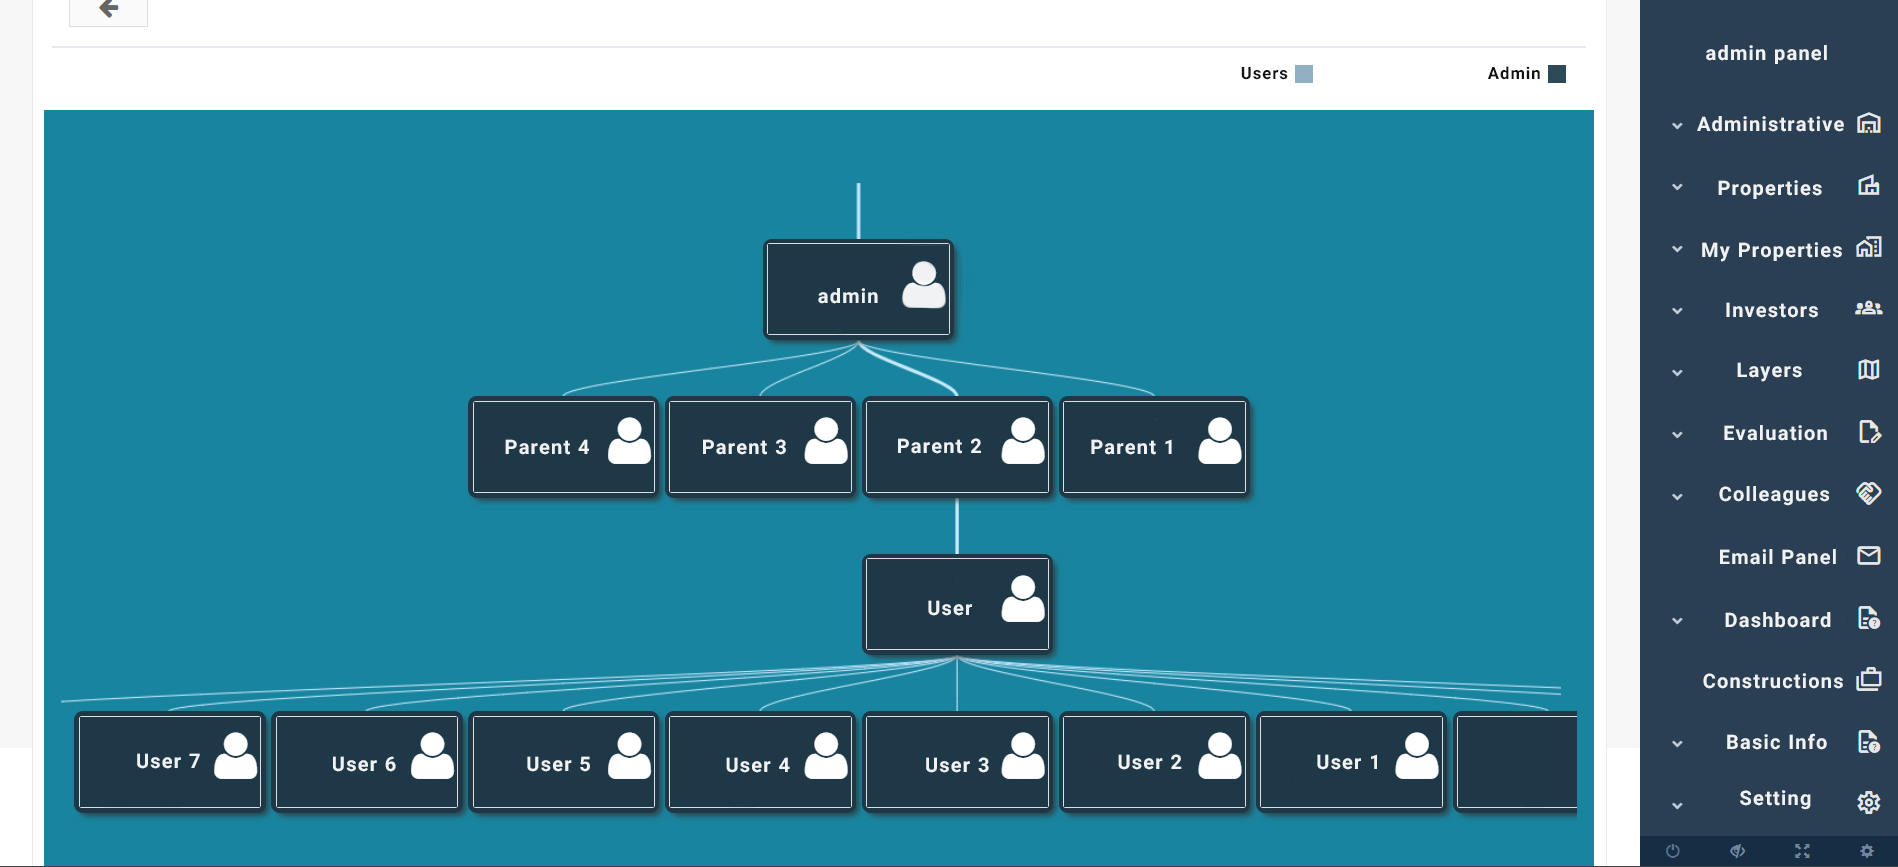 Users
Admin
admin
Parent 4
Parent 3
Parent 2
Parent 1
User
User 7
User 6
User 5
User 4
User 3
User 2
User 1
admin panel
Administrative
Properties
My Properties
Investors
Layers
Evaluation
Colleagues
Email Panel
Dashboard
Constructions
Basic Info
Setting